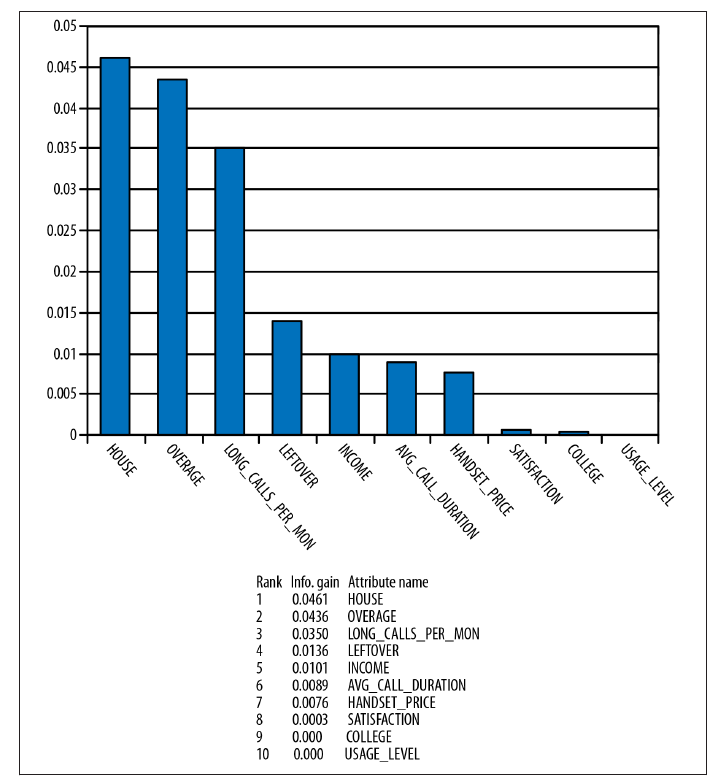 0.05
0.045
0.04
0.035
0.03
0.025
0.02
0.015
0.01
0.005
0
HOUSE
OVERAGE
LONG_CALLS_PER_MON
LEFTOVER
INCOME
AVG_CALL_DURATION
HANDSET_PRICE
SATISFACTION
COLLEGE
USAGE_LEVEL
Rank Info. gain Attribute name
1 0.0461 HOUSE
2 0.0436 OVERAGE
3 0.0350 LONG_CALLS_PER_MON
4 0.0136 LEFTOVER
5 0.0101 INCOME
6 0.0089 AVG_CALL_DURATION
7 0.0076 HANDSET_PRICE
8 0.0003 SATISFACTION
9 0.000 COLLEGE
10 0.000 USAGE_LEVEL